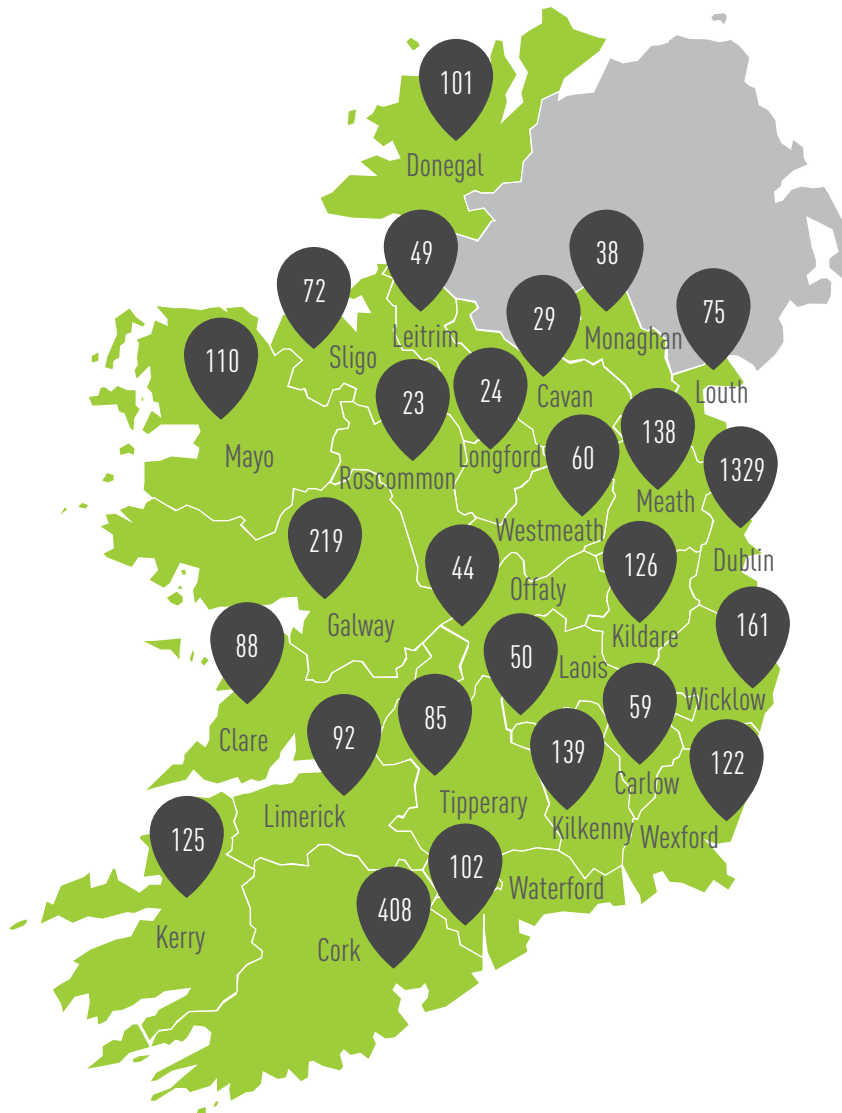 101
Donegal
49
Leitrim
38
Monaghan
72
Sligo
29
Cavan
75
Louth
110
Mayo
23
Roscommon
24
Longford
138
Meath
60
Westmeath
1329
Dublin
219
Galway
44
Offaly
126
Kildare
161
Wicklow
88
Clare
50
Laois
59
Carlow
92
Limerick
85
Tipperary
139
Kilkenny
122
Wexford
125
Kerry
102
Waterford
408
Cork